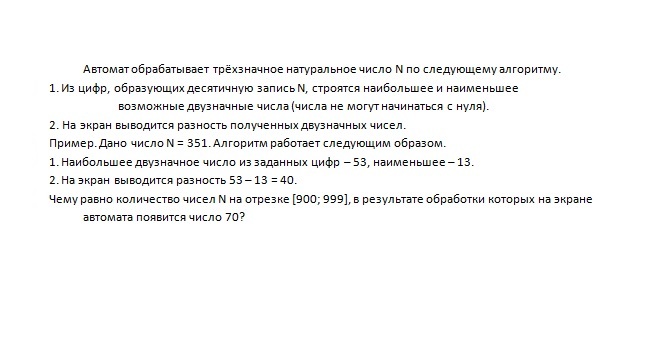 Автомат обрабатывает трёхзначное натуральное число N по следующему алгоритму.
1. Из цифр, образующих десятичную запись N, строятся наибольшее и наименьшее
возможные двузначные числа (числа не могут начинаться с нуля).
2. На экран выводится разность полученных двузначных чисел.
Пример. Дано число N = 351. Алгоритм работает следующим образом.
1. Наибольшее двузначное число из заданных цифр – 53, наименьшее – 13.
2. На экран выводится разность 53 – 13 = 40.
Чему равно количество чисел N на отрезке [900; 999], в результате обработки которых на экране
автомата появится число 70?